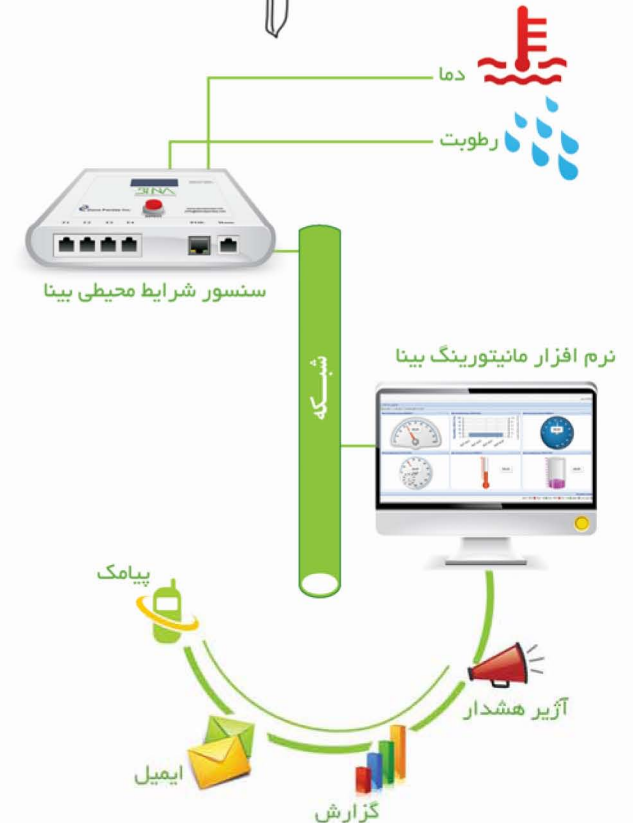 دما
رطوبت
سنسور شرایط محیطی بینا
شبکه
نرم افزار مانیتورینگ بینا
پیامک
آژیر هشدار
ایمیل
گزارش